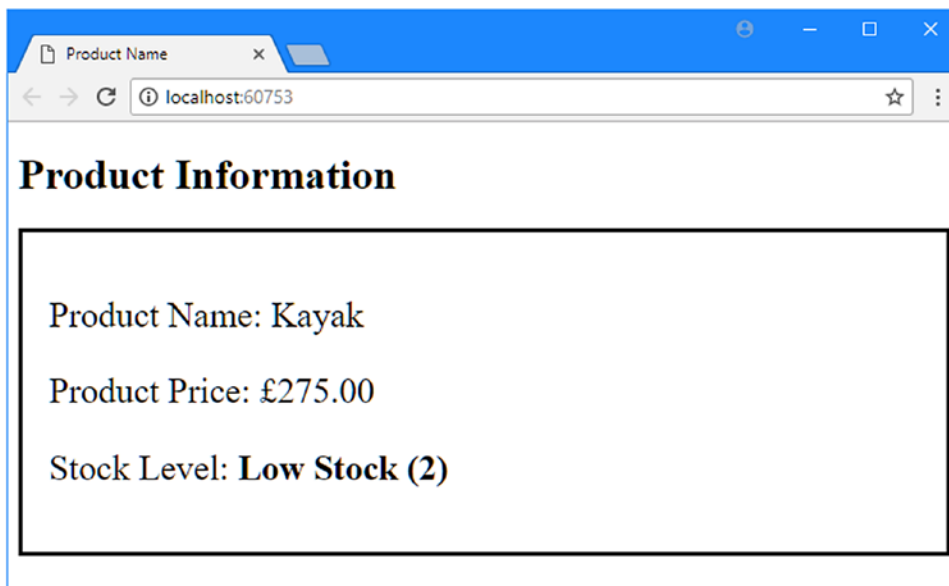 Product Name
localhost:60753
Product Information
Product Name: Kayak
Product Price: £275.00
Stock Level: Low Stock (2)